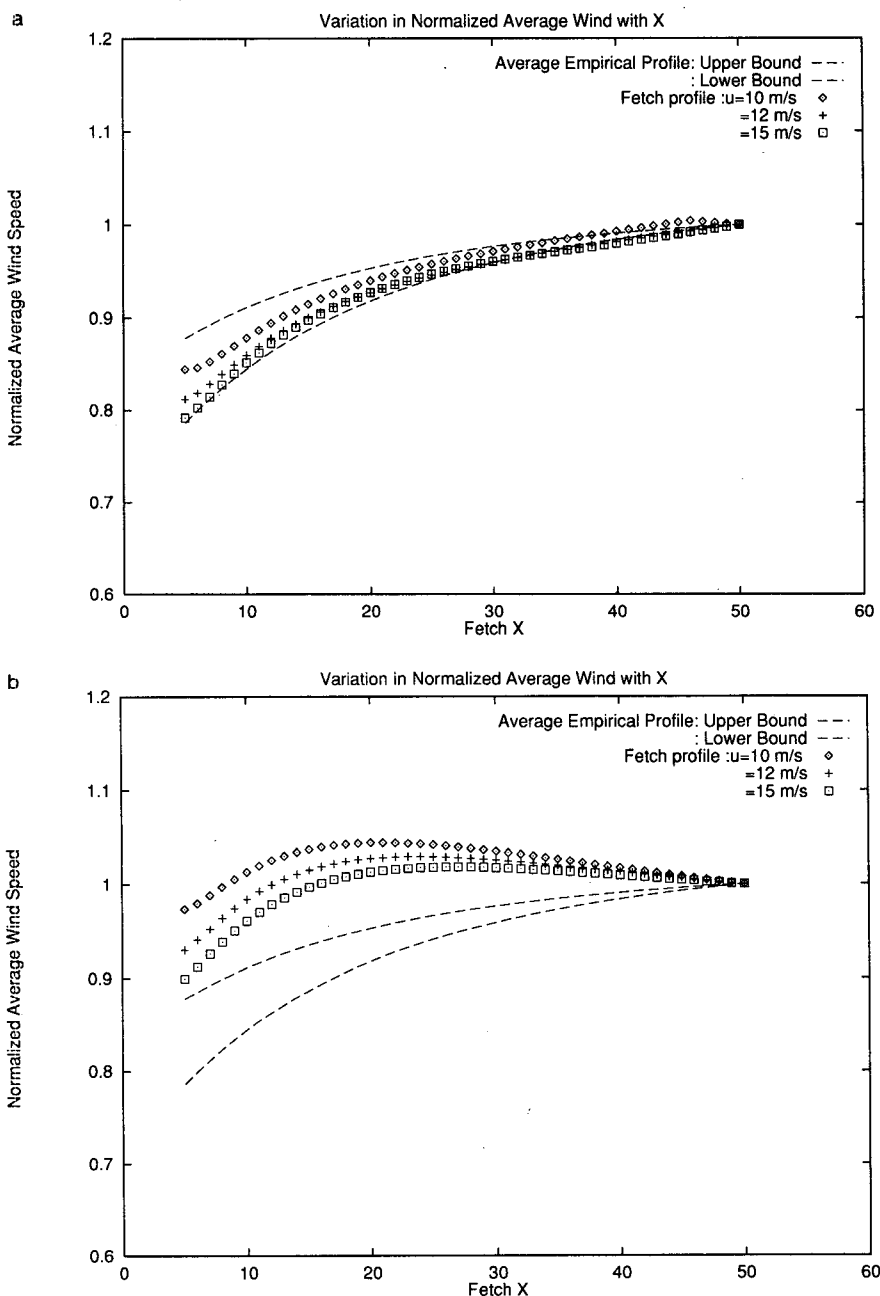 a
Variation in Normalized Average Wind with X
1.2
Average Empirical Profile: Upper Bound
: Lower Bound
Fetch profile :u=10 m/s
=12 m/s
=15 m/s
1.1
1
0.9
0.8
0.7
0.6
Normalized Average Wind Speed
0 10 20 30 40 50 60
Fetch X
b
Variation in Normalized Average Wind with X
1.2
Average Empirical Profile: Upper Bound
: Lower Bound
Fetch profile :u=10 m/s
=12 m/s
=15 m/s
1.1
1
0.9
0.8
0.7
0.6
Normalized Average Wind Speed
0 10 20 30 40 50 60
Fetch X